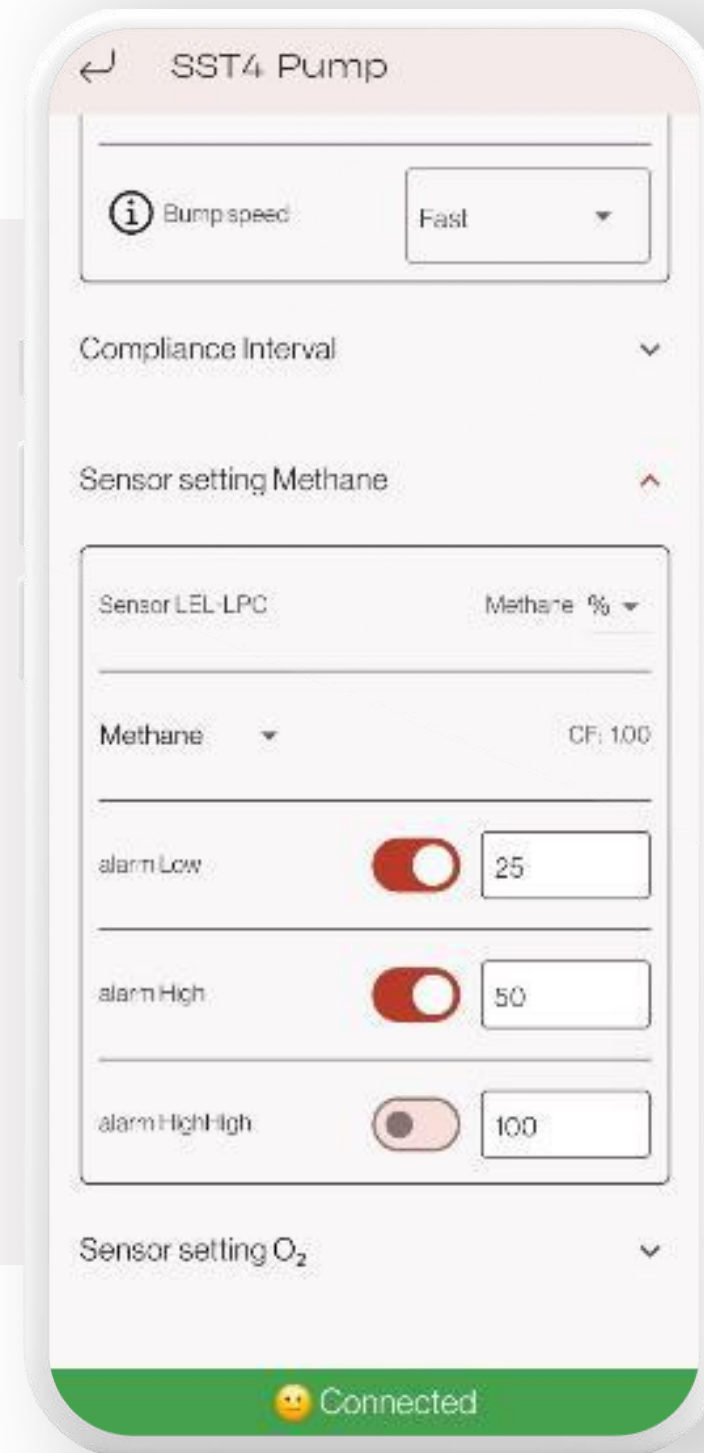 SST4 Pump
Bump speed
Fast
Compliance Interval
Sensor setting Methane
Sensor LEL-LPC
Methane %
Methane
CF: 1.00
alarm Low
25
alarm High
50
alarm HighHigh
100
Sensor setting O₂
Connected